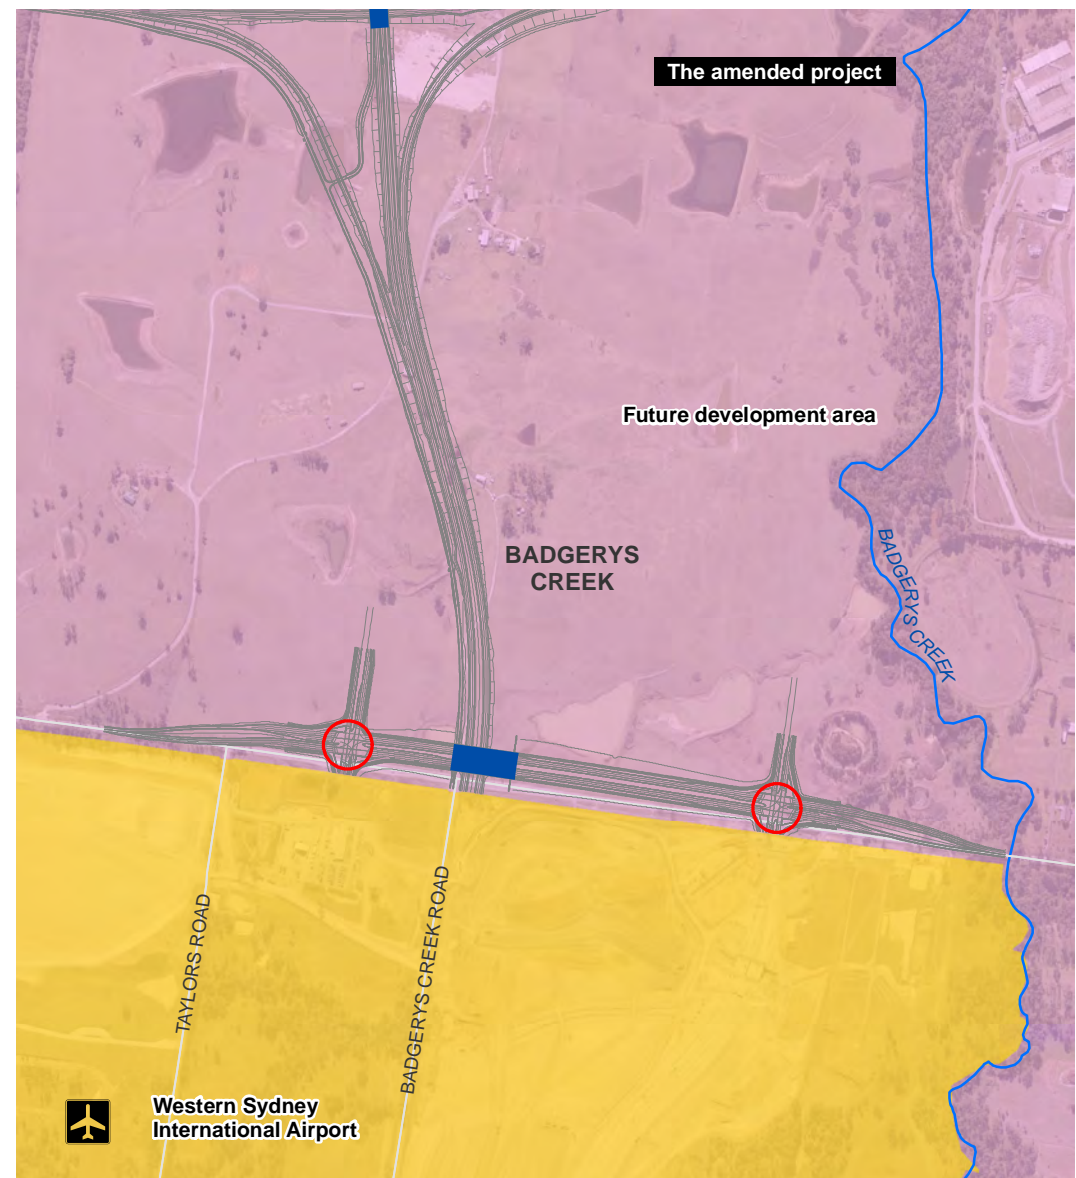 The amended project
Future development area
BADGERYS
CREEK
BADGERYS CREEK
TAYLORS ROAD
BADGERYS CREEK ROAD
Western Sydney
International Airport